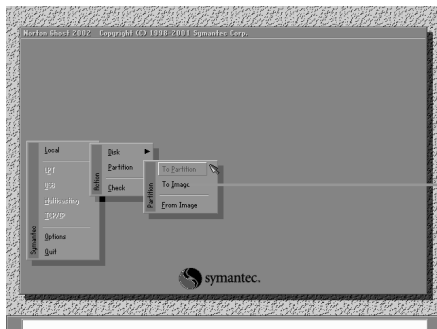 Norton Ghost 2002 Copyright (C) 1998-2001 Symantec Corp.
Local
LPT
USB
Multicasting
TCP/IP
Options
Quit
Symantec
Disk
Partition
Check
Action
To Partition
To Image
From Image
Partition
symantec.